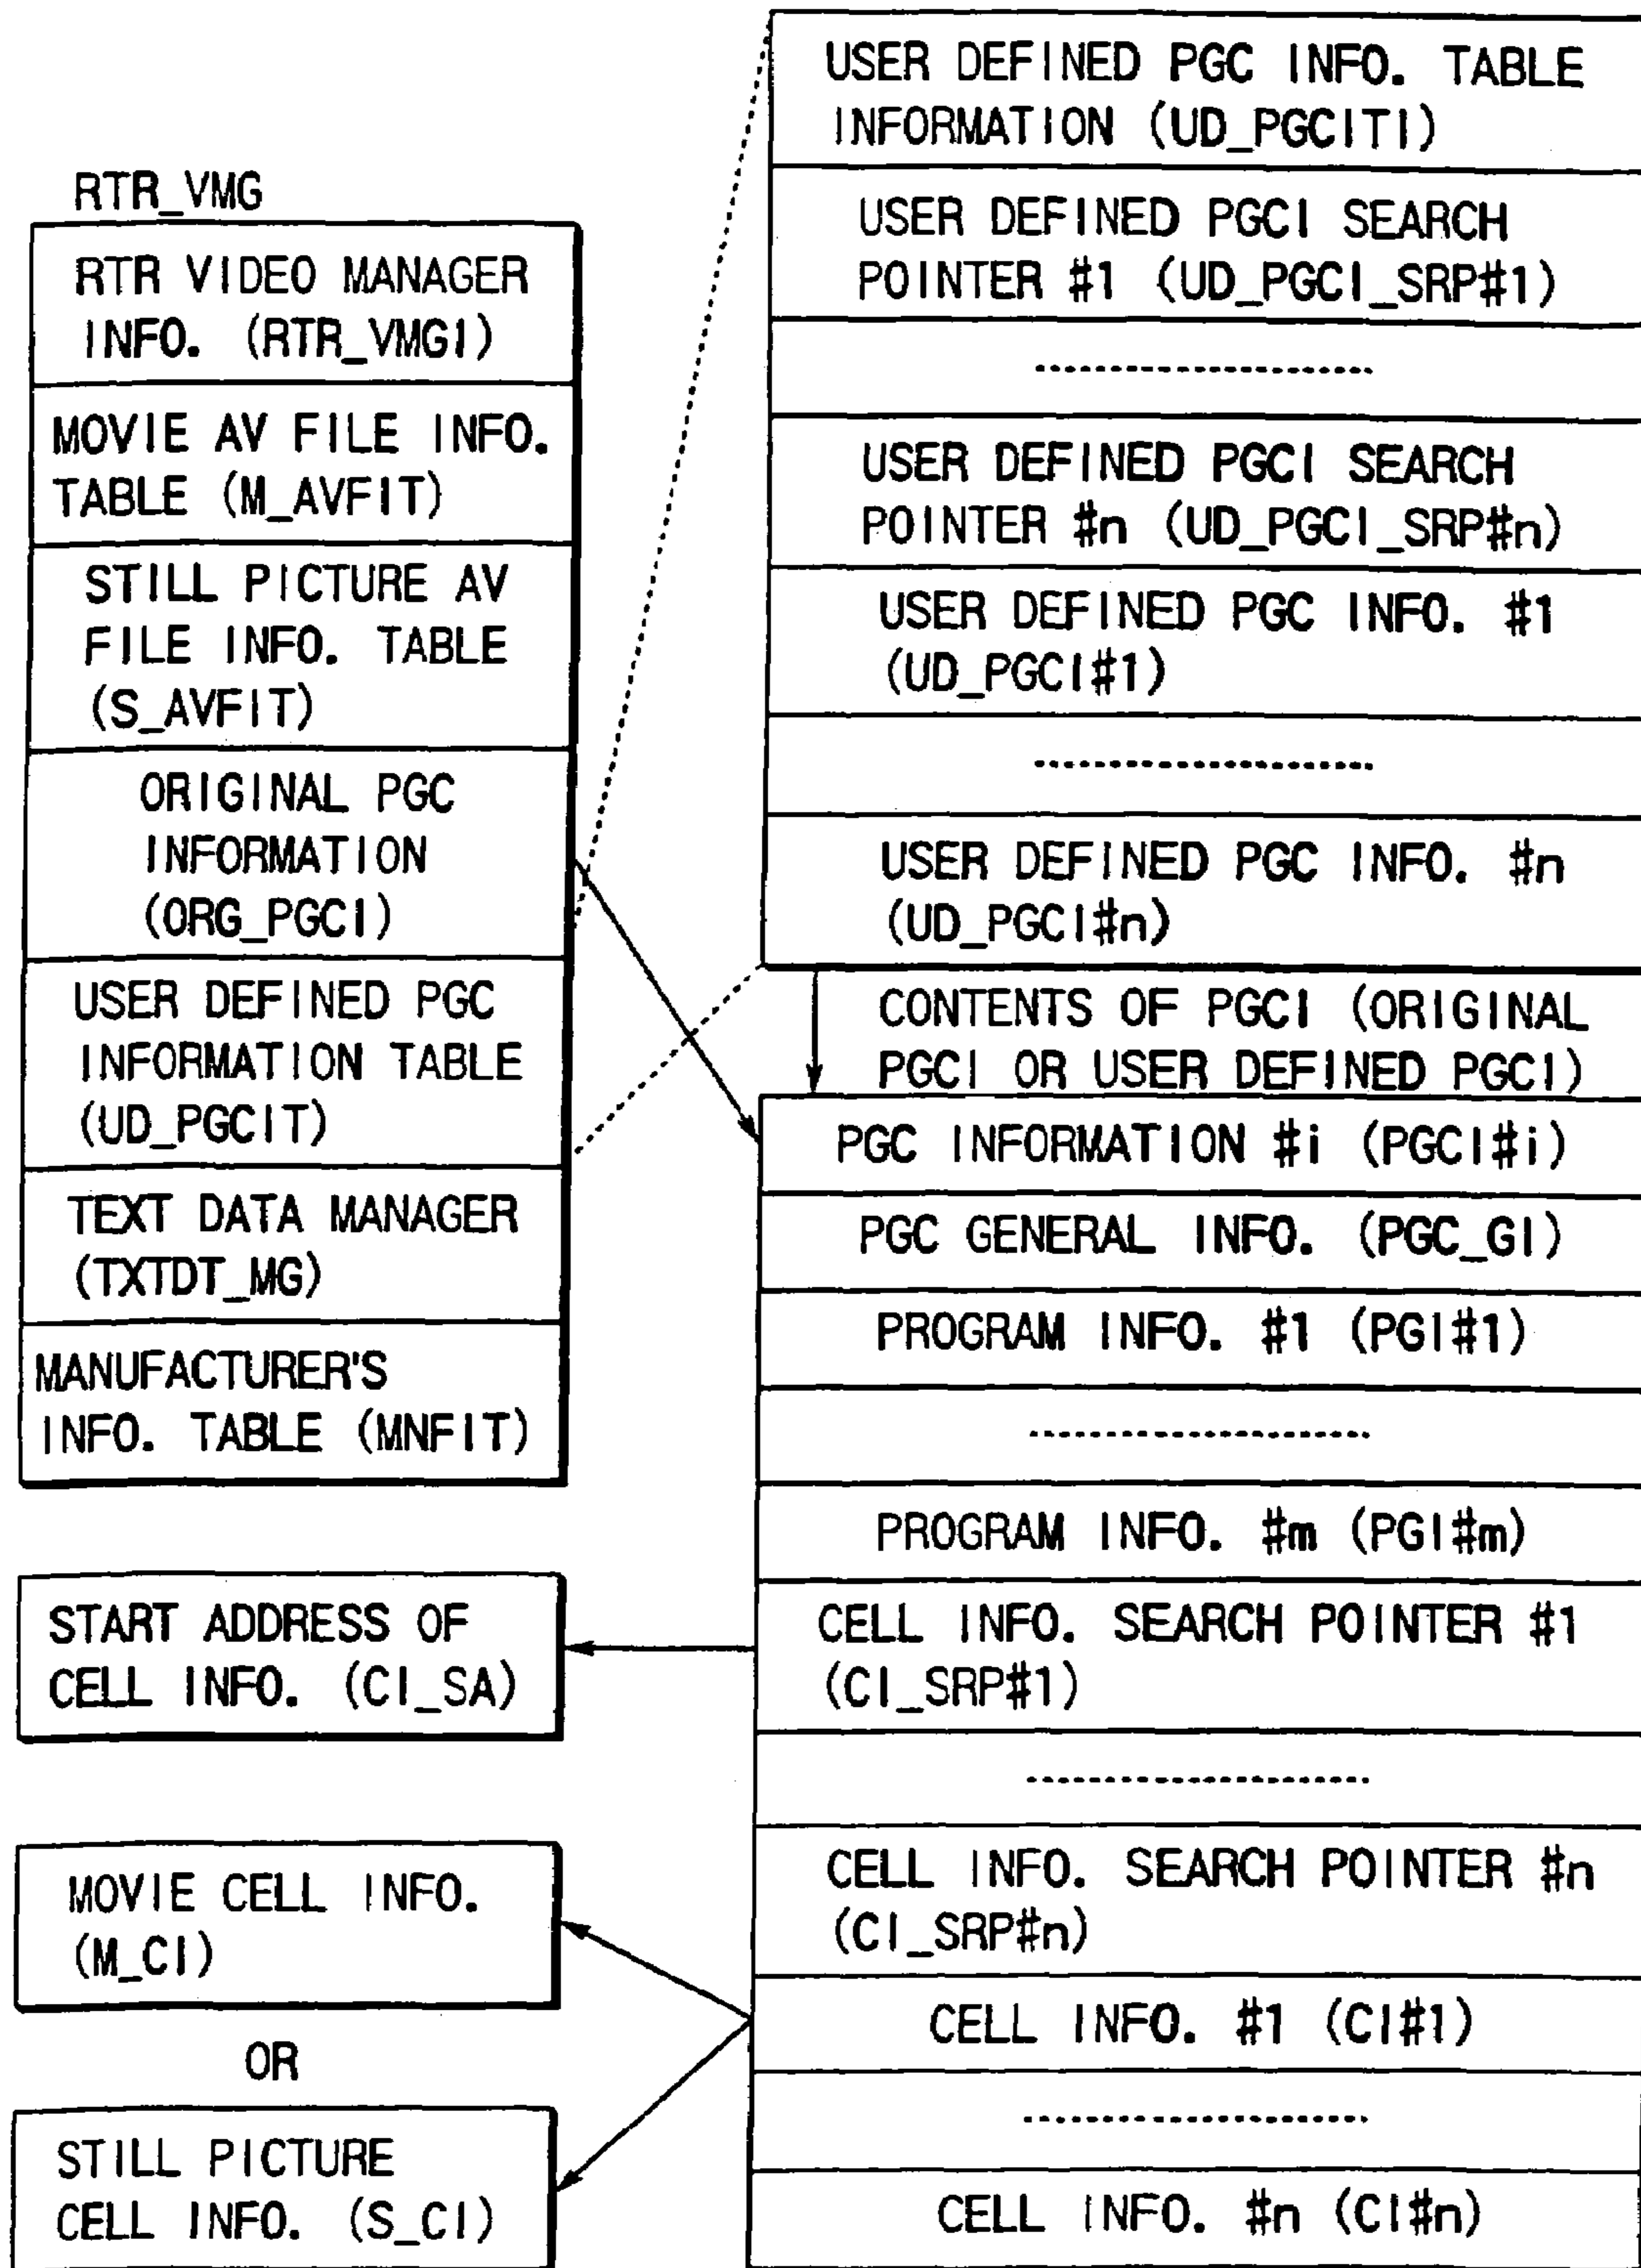 RTR_VMG
RTR VIDEO MANAGER
INFO. (RTR_VMGI)
MOVIE AV FILE INFO.
TABLE (M_AVFIT)
STILL PICTURE AV
FILE INFO. TABLE
(S_AVFIT)
ORIGINAL PGC
INFORMATION
(ORG_PGCI)
USER DEFINED PGC
INFORMATION TABLE
(UD_PGCIT)
TEXT DATA MANAGER
(TXTDT_MG)
MANUFACTURER'S
INFO. TABLE (MNFIT)
START ADDRESS OF
CELL INFO. (CI_SA)
MOVIE CELL INFO.
(M_CI)
OR
STILL PICTURE
CELL INFO. (S_CI)
USER DEFINED PGC INFO. TABLE
INFORMATION (UD_PGCITI)
USER DEFINED PGCI SEARCH
POINTER #1 (UD_PGCI_SRP#1)
USER DEFINED PGCI SEARCH
POINTER #n (UD_PGCI_SRP#n)
USER DEFINED PGC INFO. #1
(UD_PGCI#1)
USER DEFINED PGC INFO. #n
(UD_PGCI#n)
CONTENTS OF PGCI (ORIGINAL
PGCI OR USER DEFINED PGCI)
PGC INFORMATION #i (PGCI#i)
PGC GENERAL INFO. (PGC_GI)
PROGRAM INFO. #1 (PGI#1)
PROGRAM INFO. #m (PGI#m)
CELL INFO. SEARCH POINTER #1
(CI_SRP#1)
CELL INFO. SEARCH POINTER #n
(CI_SRP#n)
CELL INFO. #1 (CI#1)
CELL INFO. #n (CI#n)